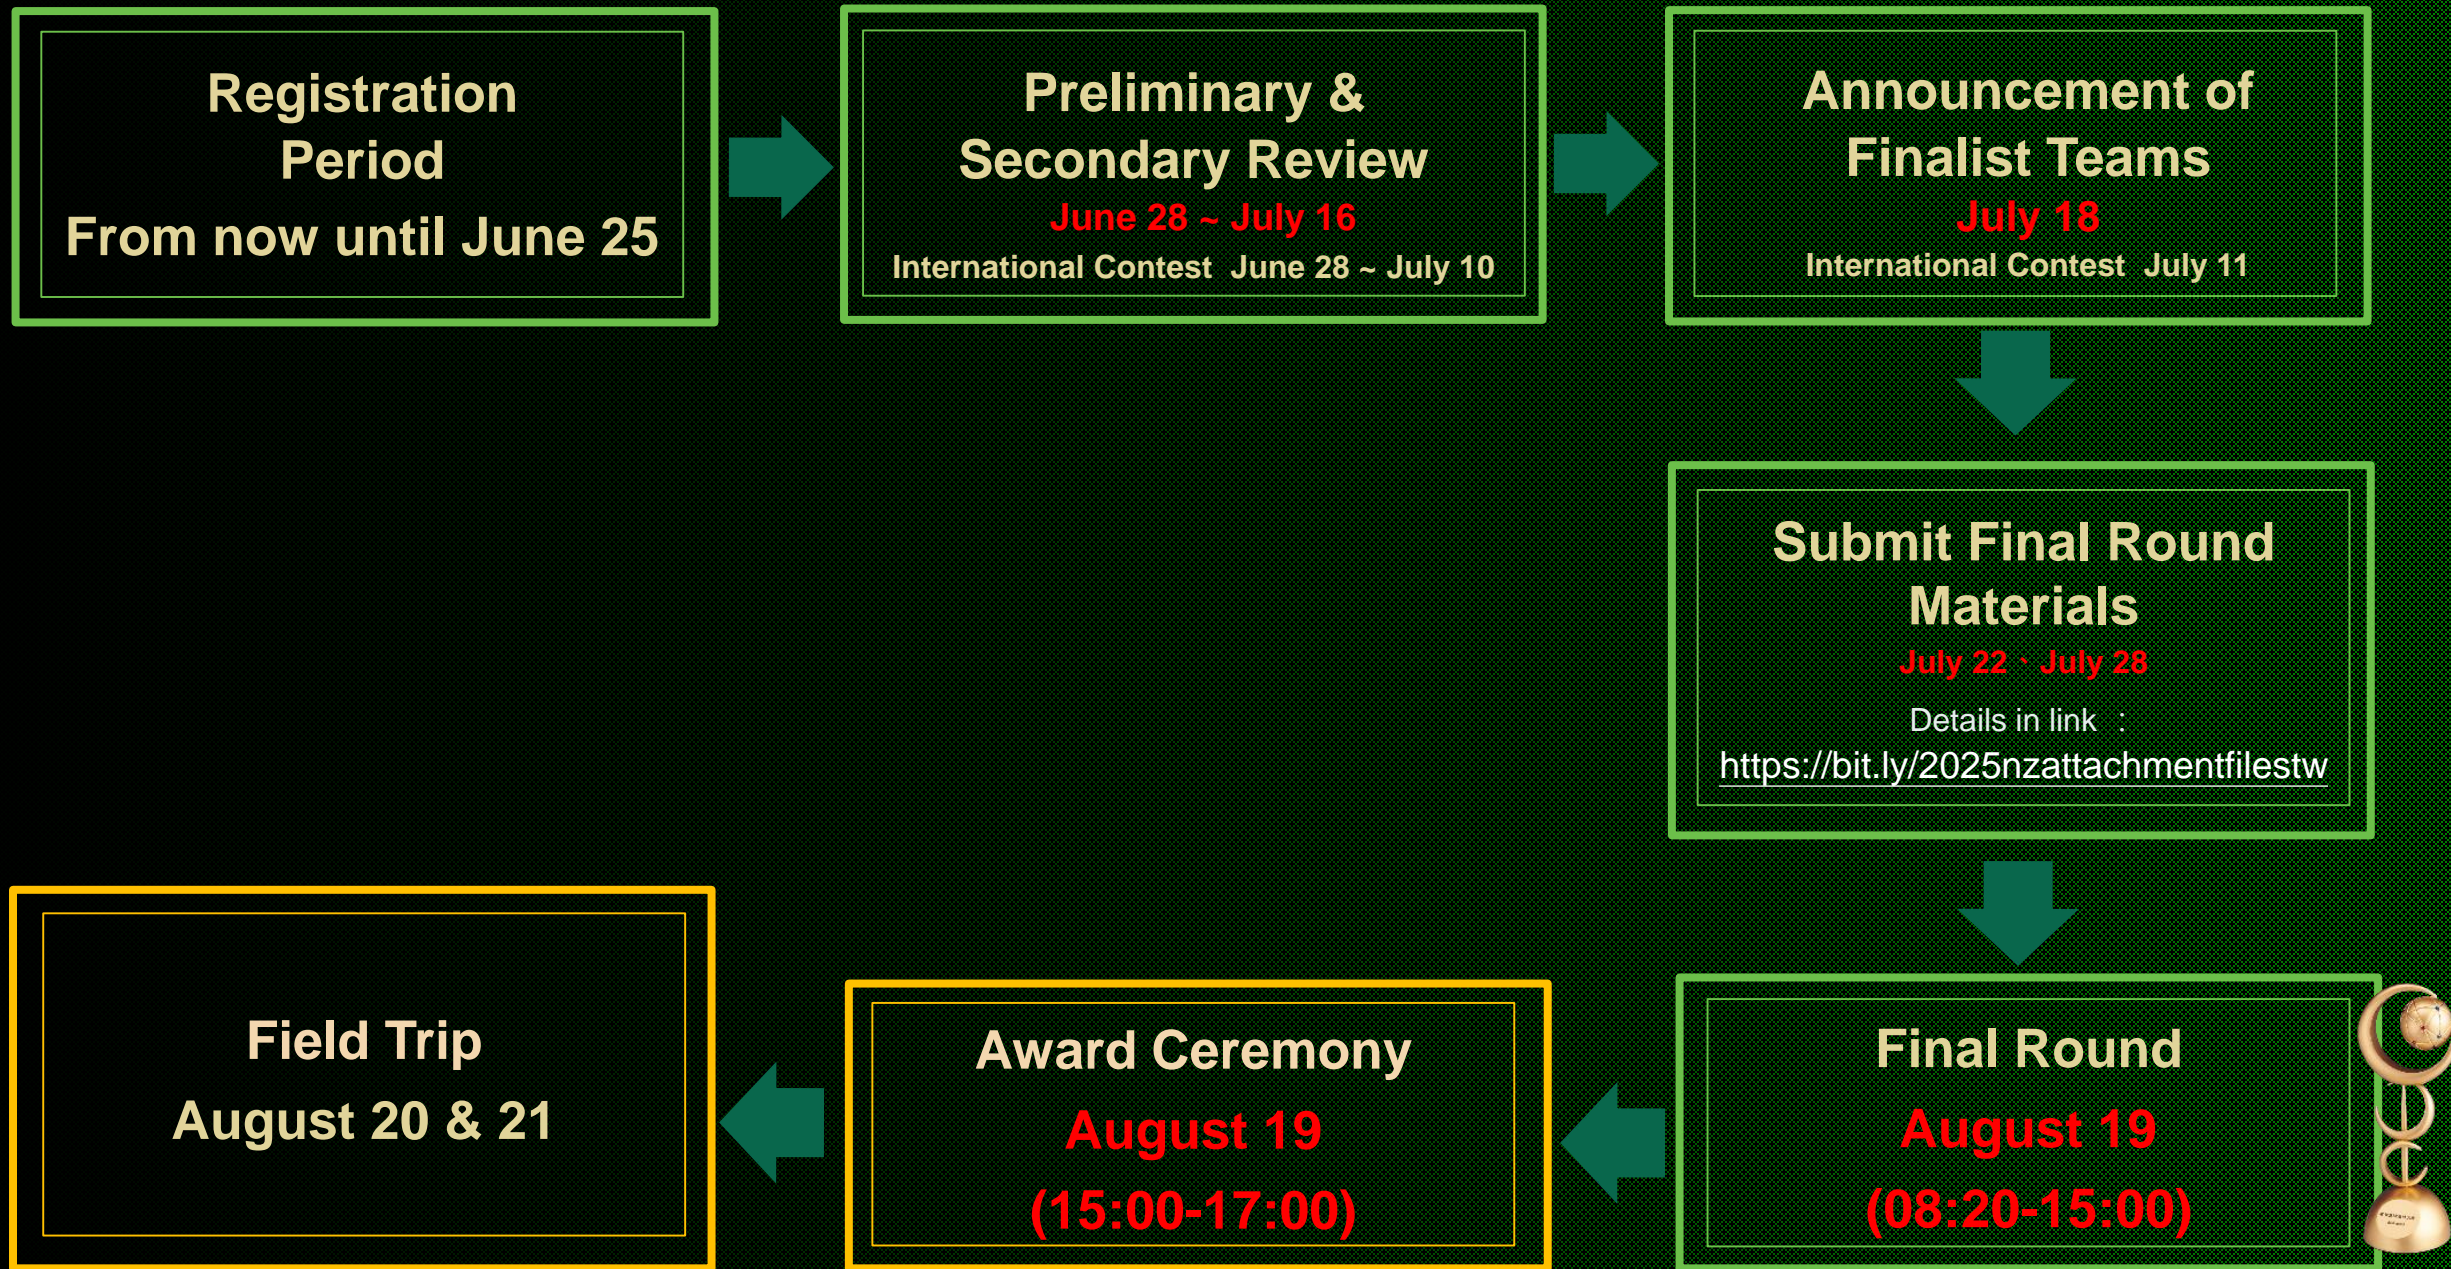 Registration
Period
From now until June 25
Preliminary &
Secondary Review
June 28 ~ July 16
International Contest  June 28 ~ July 10
Announcement of
Finalist Teams
July 18
International Contest  July 11
Submit Final Round
Materials
July 22、July 28
Details in link ：
https://bit.ly/2025nzattachmentfilestw
Final Round
August 19
(08:20-15:00)
Award Ceremony
August 19
(15:00-17:00)
Field Trip
August 20 & 21